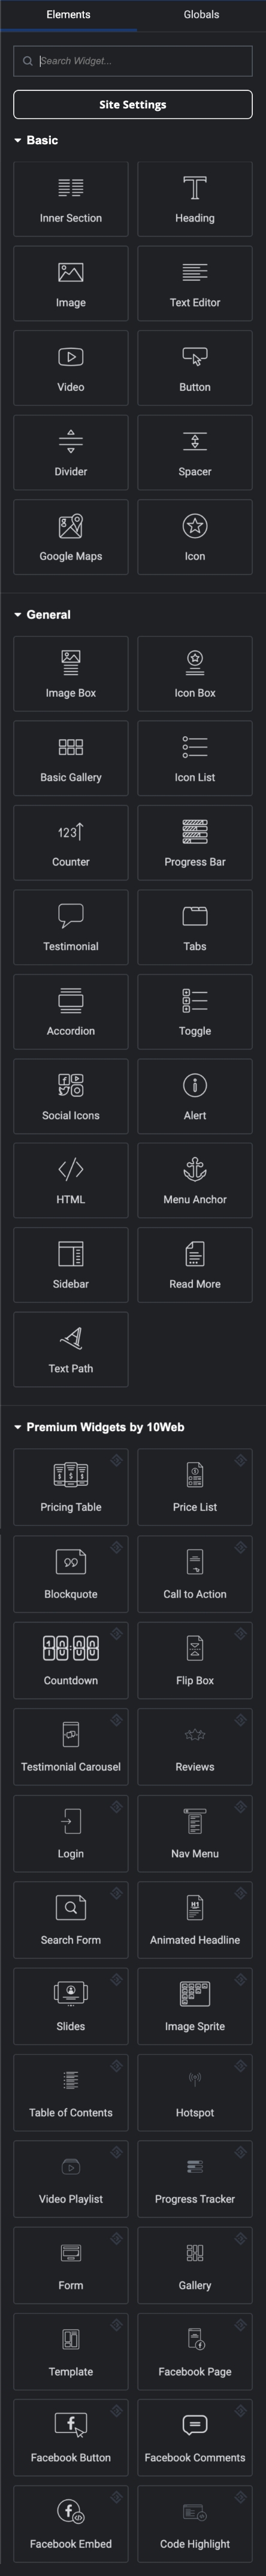 Elements Globals
Search Widget...
Site Settings
Basic
Inner Section Heading
Image Text Editor
Video Button
Divider Spacer
Google Maps Icon
General
Image Box Icon Box
Basic Gallery Icon List
123
Counter Progress Bar
Testimonial Tabs
Accordion Toggle
Social Icons Alert
HTML Menu Anchor
Sidebar Read More
Text Path
Premium Widgets by 10Web
Pricing Table Price List
Blockquote Call to Action
Countdown Flip Box
Testimonial Carousel Reviews
Login Nav Menu
H1
Search Form Animated Headline
Slides Image Sprite
Table of Contents Hotspot
Video Playlist Progress Tracker
Form Gallery
Template Facebook Page
Facebook Button Facebook Comments
Facebook Embed Code Highlight